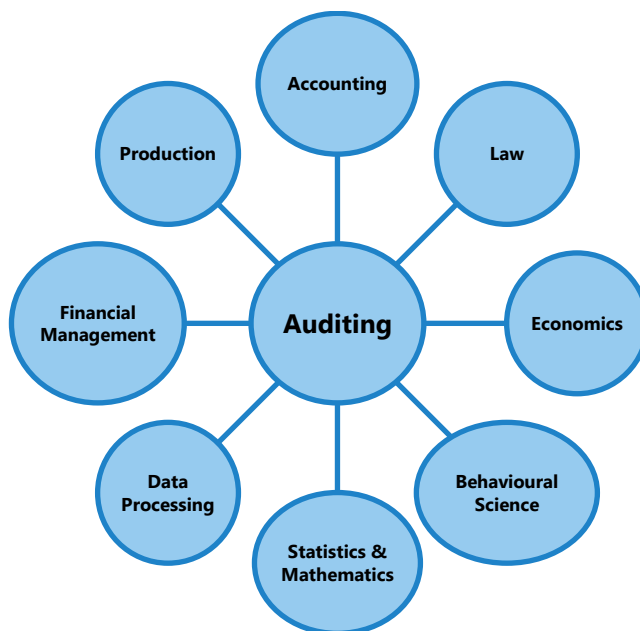 Accounting
Production
Law
Financial
Management
Auditing
Economics
Data
Processing
Behavioural
Science
Statistics &
Mathematics